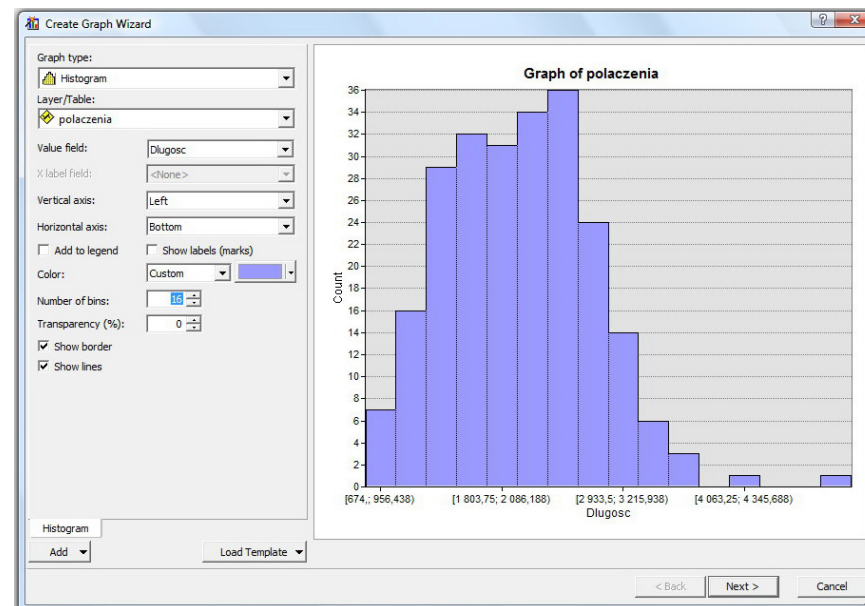 Create Graph Wizard
Graph type:
Histogram
Layer/Table:
polaczenia
Value field:
Dlugosc
X label field:
<None>
Vertical axis:
Left
Horizontal axis:
Bottom
Add to legend
Show labels (marks)
Color:
Custom
Number of bins:
16
Transparency (%):
0
Show border
Show lines
Histogram
Add
Load Template
Graph of polaczenia
36
34
32
30
28
26
24
22
20
18
16
14
12
10
8
6
4
2
0
Count
[674,; 956,438)
[1 803,75; 2 086,188)
[2 933,5; 3 215,938)
[4 063,25; 4 345,688)
Dlugosc
< Back
Next >
Cancel